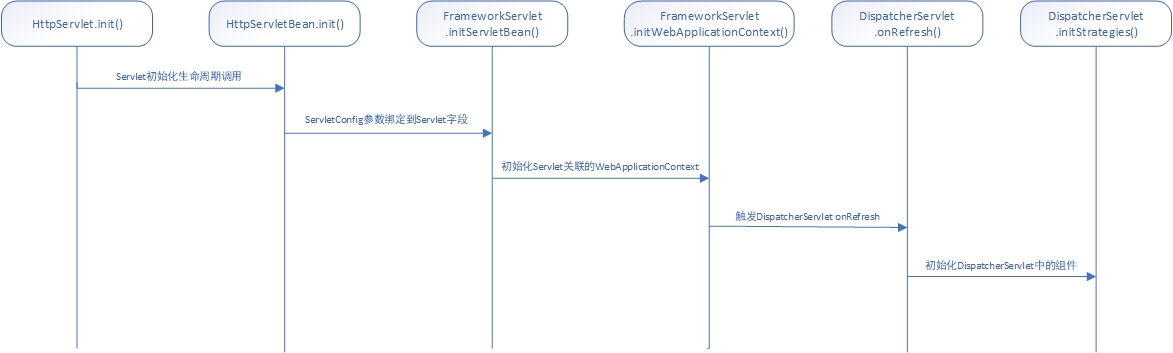 HttpServlet.init()
HttpServletBean.init()
FrameworkServlet
.initServletBean()
FrameworkServlet
.initWebApplicationContext()
DispatcherServlet
.onRefresh()
DispatcherServlet
.initStrategies()
Servlet初始化生命周期调用
ServletConfig参数绑定到Servlet字段
初始化Servlet关联的WebApplicationContext
触发DispatcherServlet onRefresh
初始化DispatcherServlet中的组件